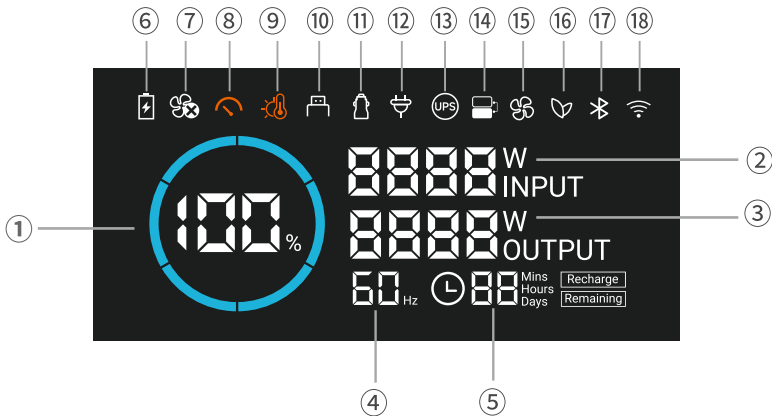 ⑥ ⑦ ⑧ ⑨ ⑩ ⑪ ⑫ ⑬ ⑭ ⑮ ⑯ ⑰ ⑱
UPS
8888 W
INPUT
②
① 100 %
8888 W
OUTPUT
③
60 Hz
88 Mins
Hours
Days
Recharge
Remaining
④ ⑤